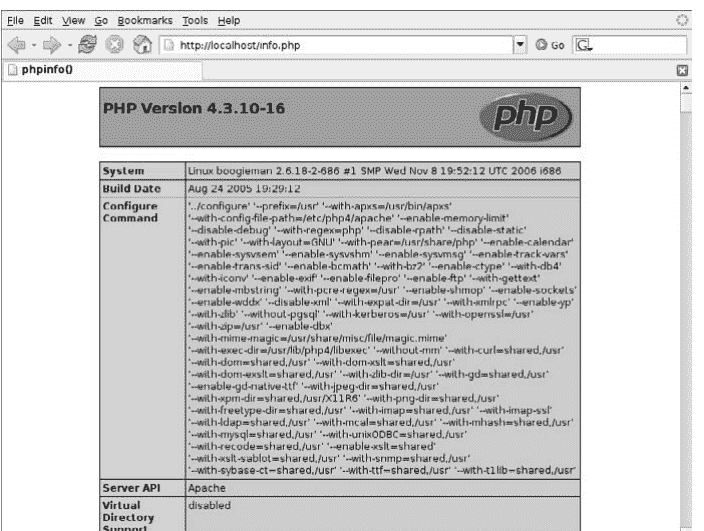 File Edit View Go Bookmarks Tools Help
http://localhost/info.php Go G
phpinfo()
PHP Version 4.3.10-16
php
System Linux boogieman 2.6.18-2-686 #1 SMP Wed Nov 8 19:52:12 UTC 2006 i686
Build Date Aug 24 2005 19:29:12
Configure Command '../configure' '--prefix=/usr' '--with-apxs=/usr/bin/apxs'
'--with-config-file-path=/etc/php4/apache' '--enable-memory-limit'
'--disable-debug' '--with-regex=php' '--disable-rpath' '--disable-static'
'--with-pic' '--with-layout=GNU' '--with-pear=/usr/share/php' '--enable-calendar'
'--enable-sysvsem' '--enable-sysvshm' '--enable-sysvmsg' '--enable-track-vars'
'--enable-trans-sid' '--enable-bcmath' '--with-bz2' '--enable-ctype' '--with-db4'
'--with-iconv' '--enable-exif' '--enable-filepro' '--enable-ftp' '--with-gettext'
'--enable-mbstring' '--with-pcre-regex=/usr' '--enable-shmop' '--enable-sockets'
'--enable-wddx' '--disable-xml' '--with-expat-dir=/usr' '--with-xmlrpc' '--enable-yp'
'--with-zlib' '--without-pgsql' '--with-kerberos=/usr' '--with-openssl=/usr'
'--with-zip=/usr' '--enable-dbx'
'--with-mime-magic=/usr/share/misc/file/magic.mime'
'--with-exec-dir=/usr/lib/php4/libexec' '--without-mm' '--with-curl=shared,/usr'
'--with-dom=shared,/usr' '--with-dom-xslt=shared,/usr'
'--with-dom-exslt=shared,/usr' '--with-zlib-dir=/usr' '--with-gd=shared,/usr'
'--enable-gd-native-ttf' '--with-jpeg-dir=shared,/usr'
'--with-xpm-dir=shared,/usr/X11R6' '--with-png-dir=shared,/usr'
'--with-freetype-dir=shared,/usr' '--with-imap=shared,/usr' '--with-imap-ssl'
'--with-ldap=shared,/usr' '--with-mcal=shared,/usr' '--with-mhash=shared,/usr'
'--with-mysql=shared,/usr' '--with-unixODBC=shared,/usr'
'--with-recode=shared,/usr' '--enable-xslt=shared'
'--with-xslt-sablot=shared,/usr' '--with-snmp=shared,/usr'
'--with-sybase-ct=shared,/usr' '--with-ttf=shared,/usr' '--with-t1lib=shared,/usr'
Server API Apache
Virtual Directory Support disabled